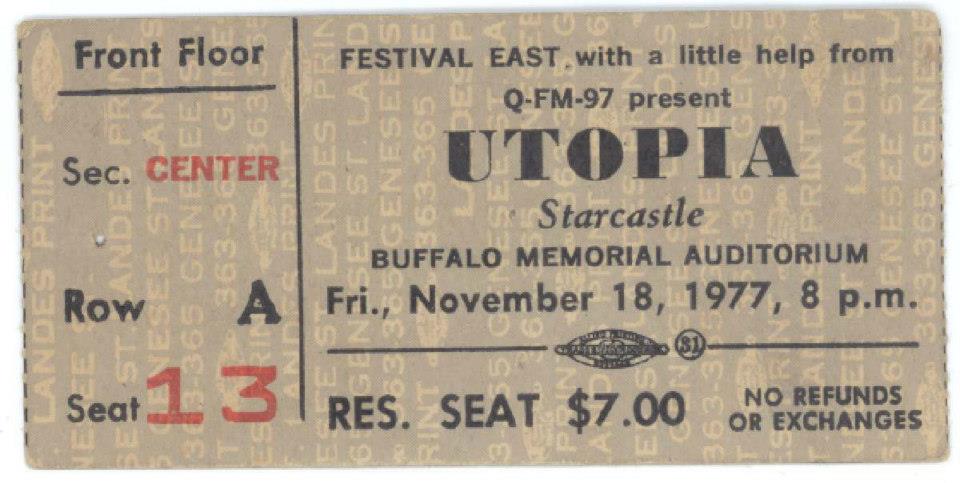 Front Floor
Sec. CENTER
Row A
Seat 13
FESTIVAL EAST with a little help from
Q-FM-97 present
UTOPIA
Starcastle
BUFFALO MEMORIAL AUDITORIUM
Fri., November 18, 1977, 8 p.m.
31
RES. SEAT $7.00
NO REFUNDS
OR EXCHANGES